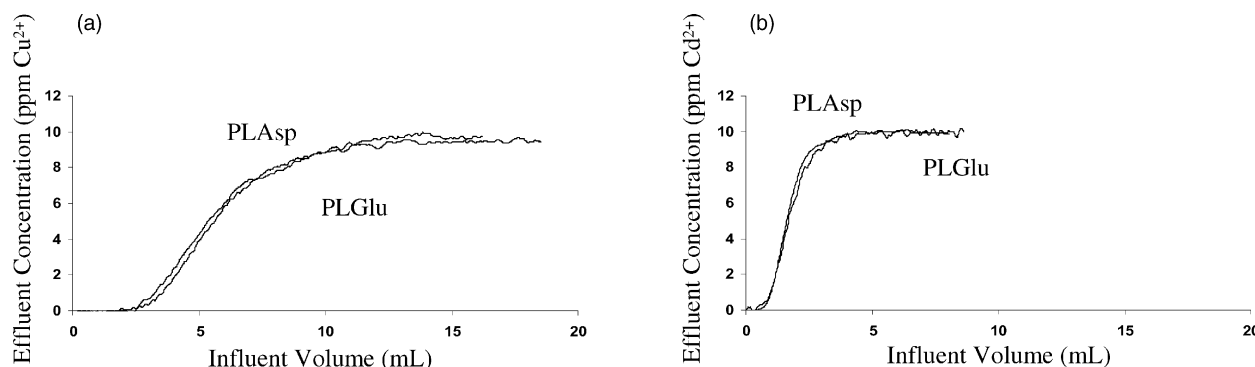 (a)
Effluent Concentration (ppm Cu²⁺)
12
10
8
6
4
2
0
PLAsp
PLGlu
0 5 10 15 20
Influent Volume (mL)
(b)
Effluent Concentration (ppm Cd²⁺)
12
10
8
6
4
2
0
PLAsp
PLGlu
0 5 10 15 20
Influent Volume (mL)